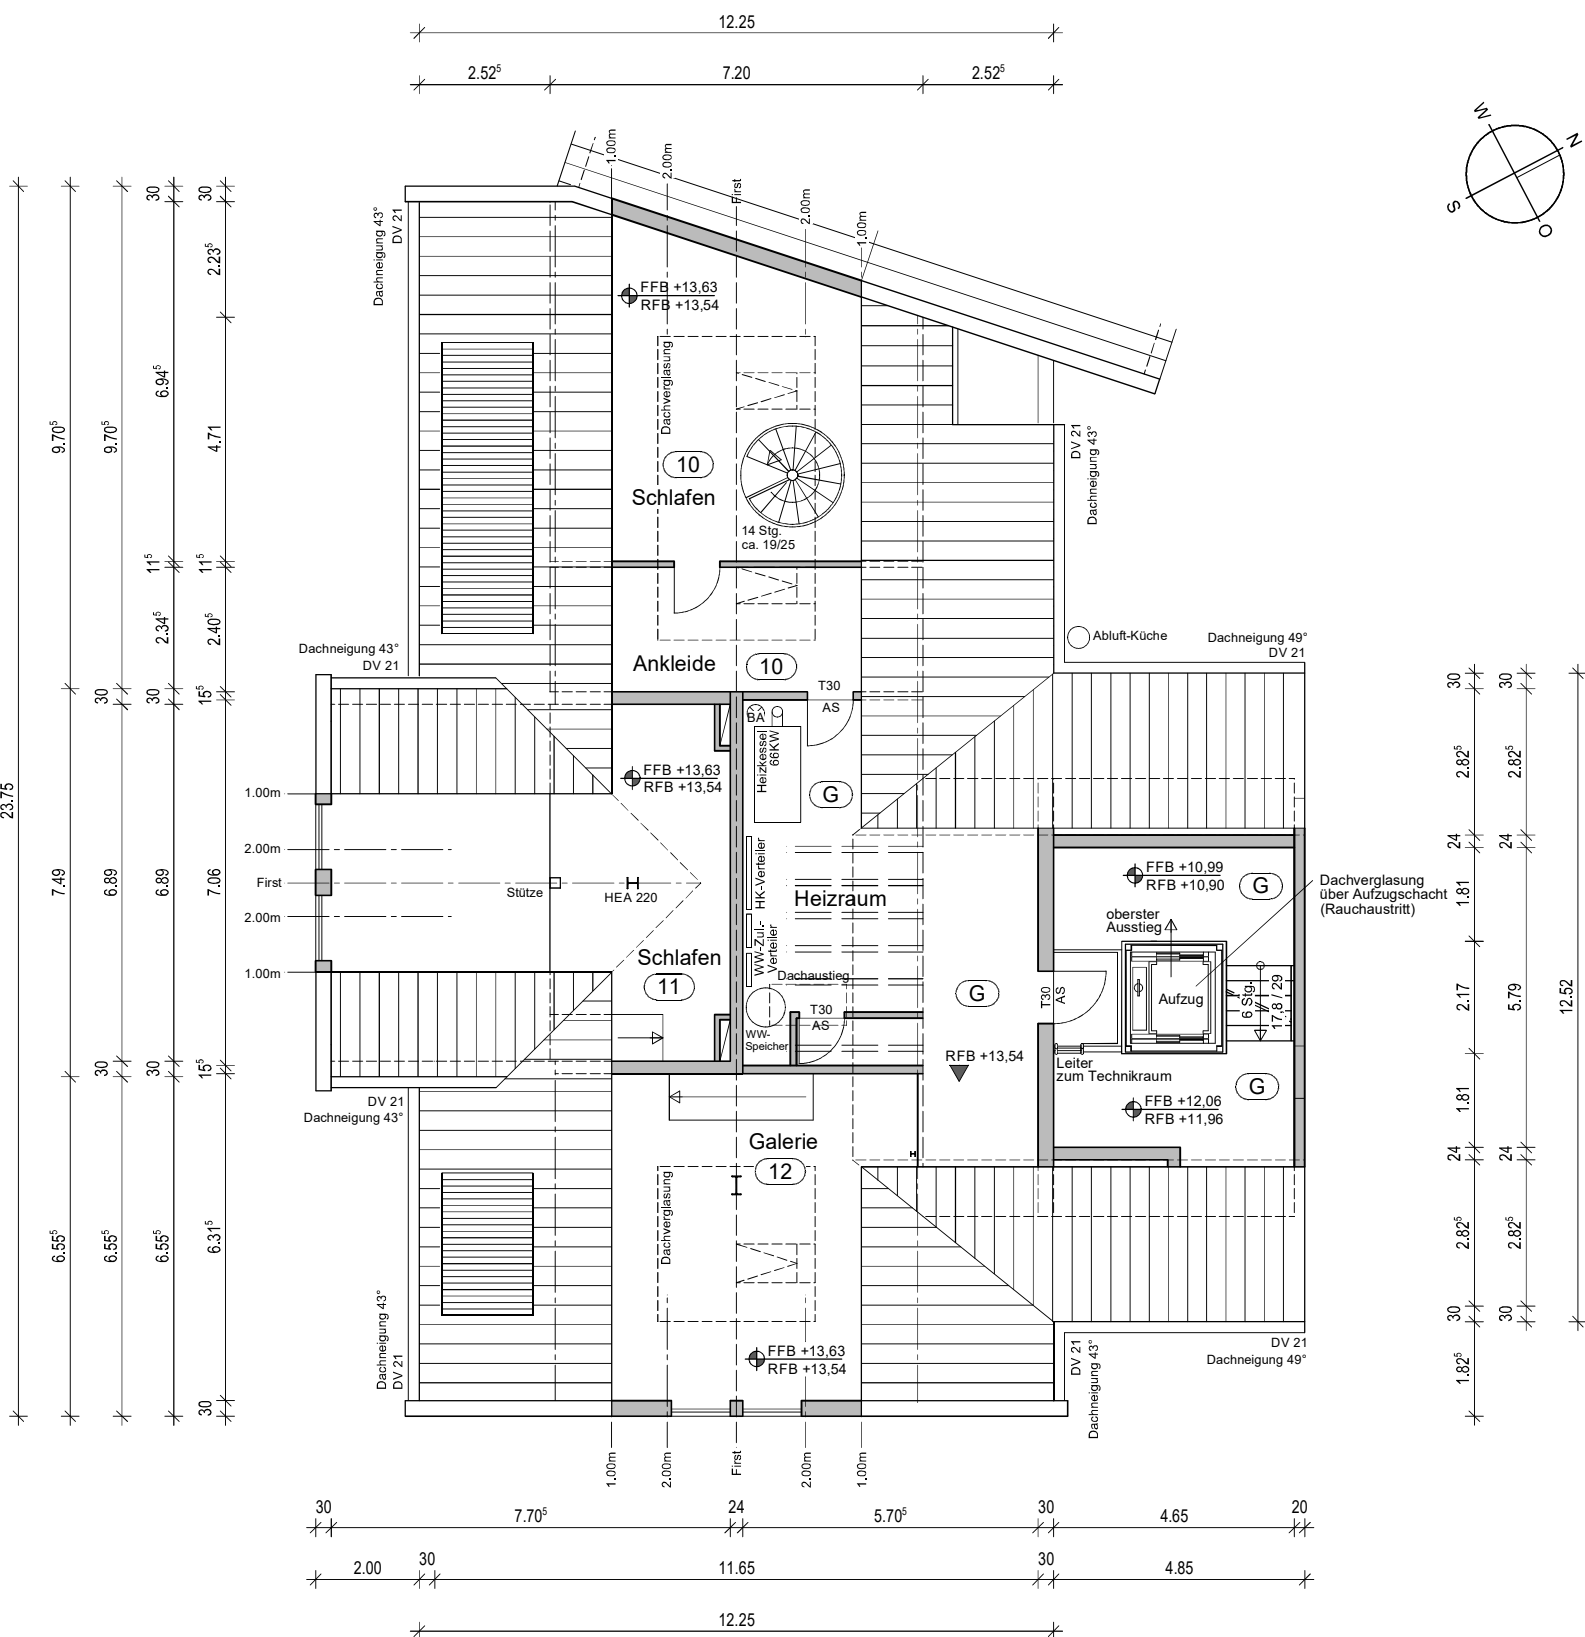 12.25
2.52⁵
7.20
2.52⁵
W
N
S
O
1.00m
2.00m
First
2.00m
1.00m
Dachneigung 43°
DV 21
FFB +13,63
RFB +13,54
Dachverglasung
10
Schlafen
14 Stg.
ca. 19/25
DV 21
Dachneigung 43°
Abluft-Küche
Dachneigung 49°
DV 21
Dachneigung 43°
DV 21
Ankleide
10
T30
AS
BA
Heizkessel
66KW
FFB +13,63
RFB +13,54
G
1.00m
2.00m
First
2.00m
1.00m
Stütze
HEA 220
HK-Verteiler
Heizraum
WW-Zul.-
Verteiler
Schlafen
11
Dachaustieg
T30
AS
WW-
Speicher
G
T30
AS
RFB +13,54
FFB +10,99
RFB +10,90
G
Dachverglasung
über Aufzugschacht
(Rauchaustritt)
oberster
Ausstieg
Aufzug
6 Stg.
17,8 / 29
Leiter
zum Technikraum
G
FFB +12,06
RFB +11,96
DV 21
Dachneigung 43°
Galerie
12
Dachverglasung
Dachneigung 43°
DV 21
FFB +13,63
RFB +13,54
DV 21
Dachneigung 43°
DV 21
Dachneigung 49°
1.00m
2.00m
First
2.00m
1.00m
23.75
9.70⁵
7.49
6.55⁵
9.70⁵
30
6.89
30
6.55⁵
30
6.94⁵
11⁵
2.34⁵
30
6.89
30
6.55⁵
30
2.23⁵
4.71
11⁵
2.40⁵
15⁵
7.06
15⁵
6.31⁵
30
30
2.82⁵
24
1.81
2.17
1.81
24
2.82⁵
30
1.82⁵
30
2.82⁵
24
5.79
24
2.82⁵
30
12.52
30
7.70⁵
24
5.70⁵
30
4.65
20
2.00
30
11.65
30
4.85
12.25